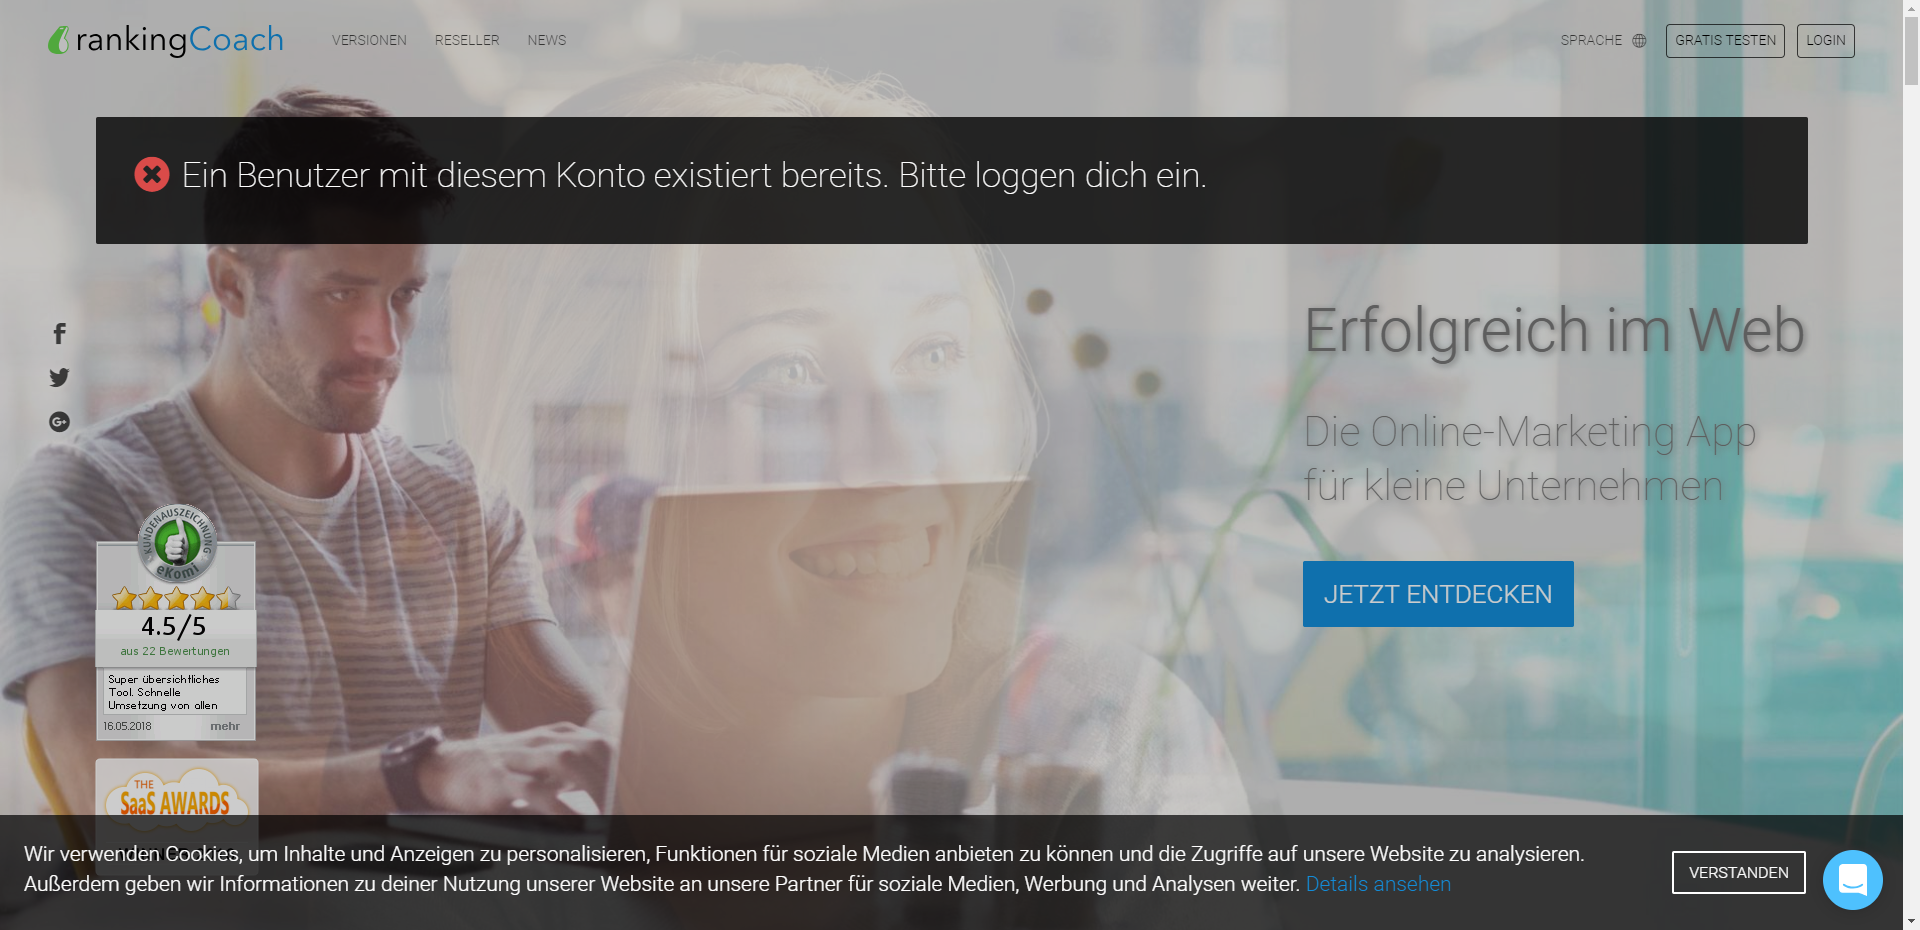 rankingCoach
VERSIONEN RESELLER NEWS
SPRACHE GRATIS TESTEN LOGIN
Ein Benutzer mit diesem Konto existiert bereits. Bitte loggen dich ein.
Erfolgreich im Web
Die Online-Marketing App
für kleine Unternehmen
JETZT ENTDECKEN
KUNDENAUSZEICHNUNG
eKomi
4.5/5
aus 22 Bewertungen
Super übersichtliches
Tool. Schnelle
Umsetzung von allen
16.05.2018 mehr
THE
SaaS AWARDS
Wir verwenden Cookies, um Inhalte und Anzeigen zu personalisieren, Funktionen für soziale Medien anbieten zu können und die Zugriffe auf unsere Website zu analysieren.
Außerdem geben wir Informationen zu deiner Nutzung unserer Website an unsere Partner für soziale Medien, Werbung und Analysen weiter. Details ansehen
VERSTANDEN